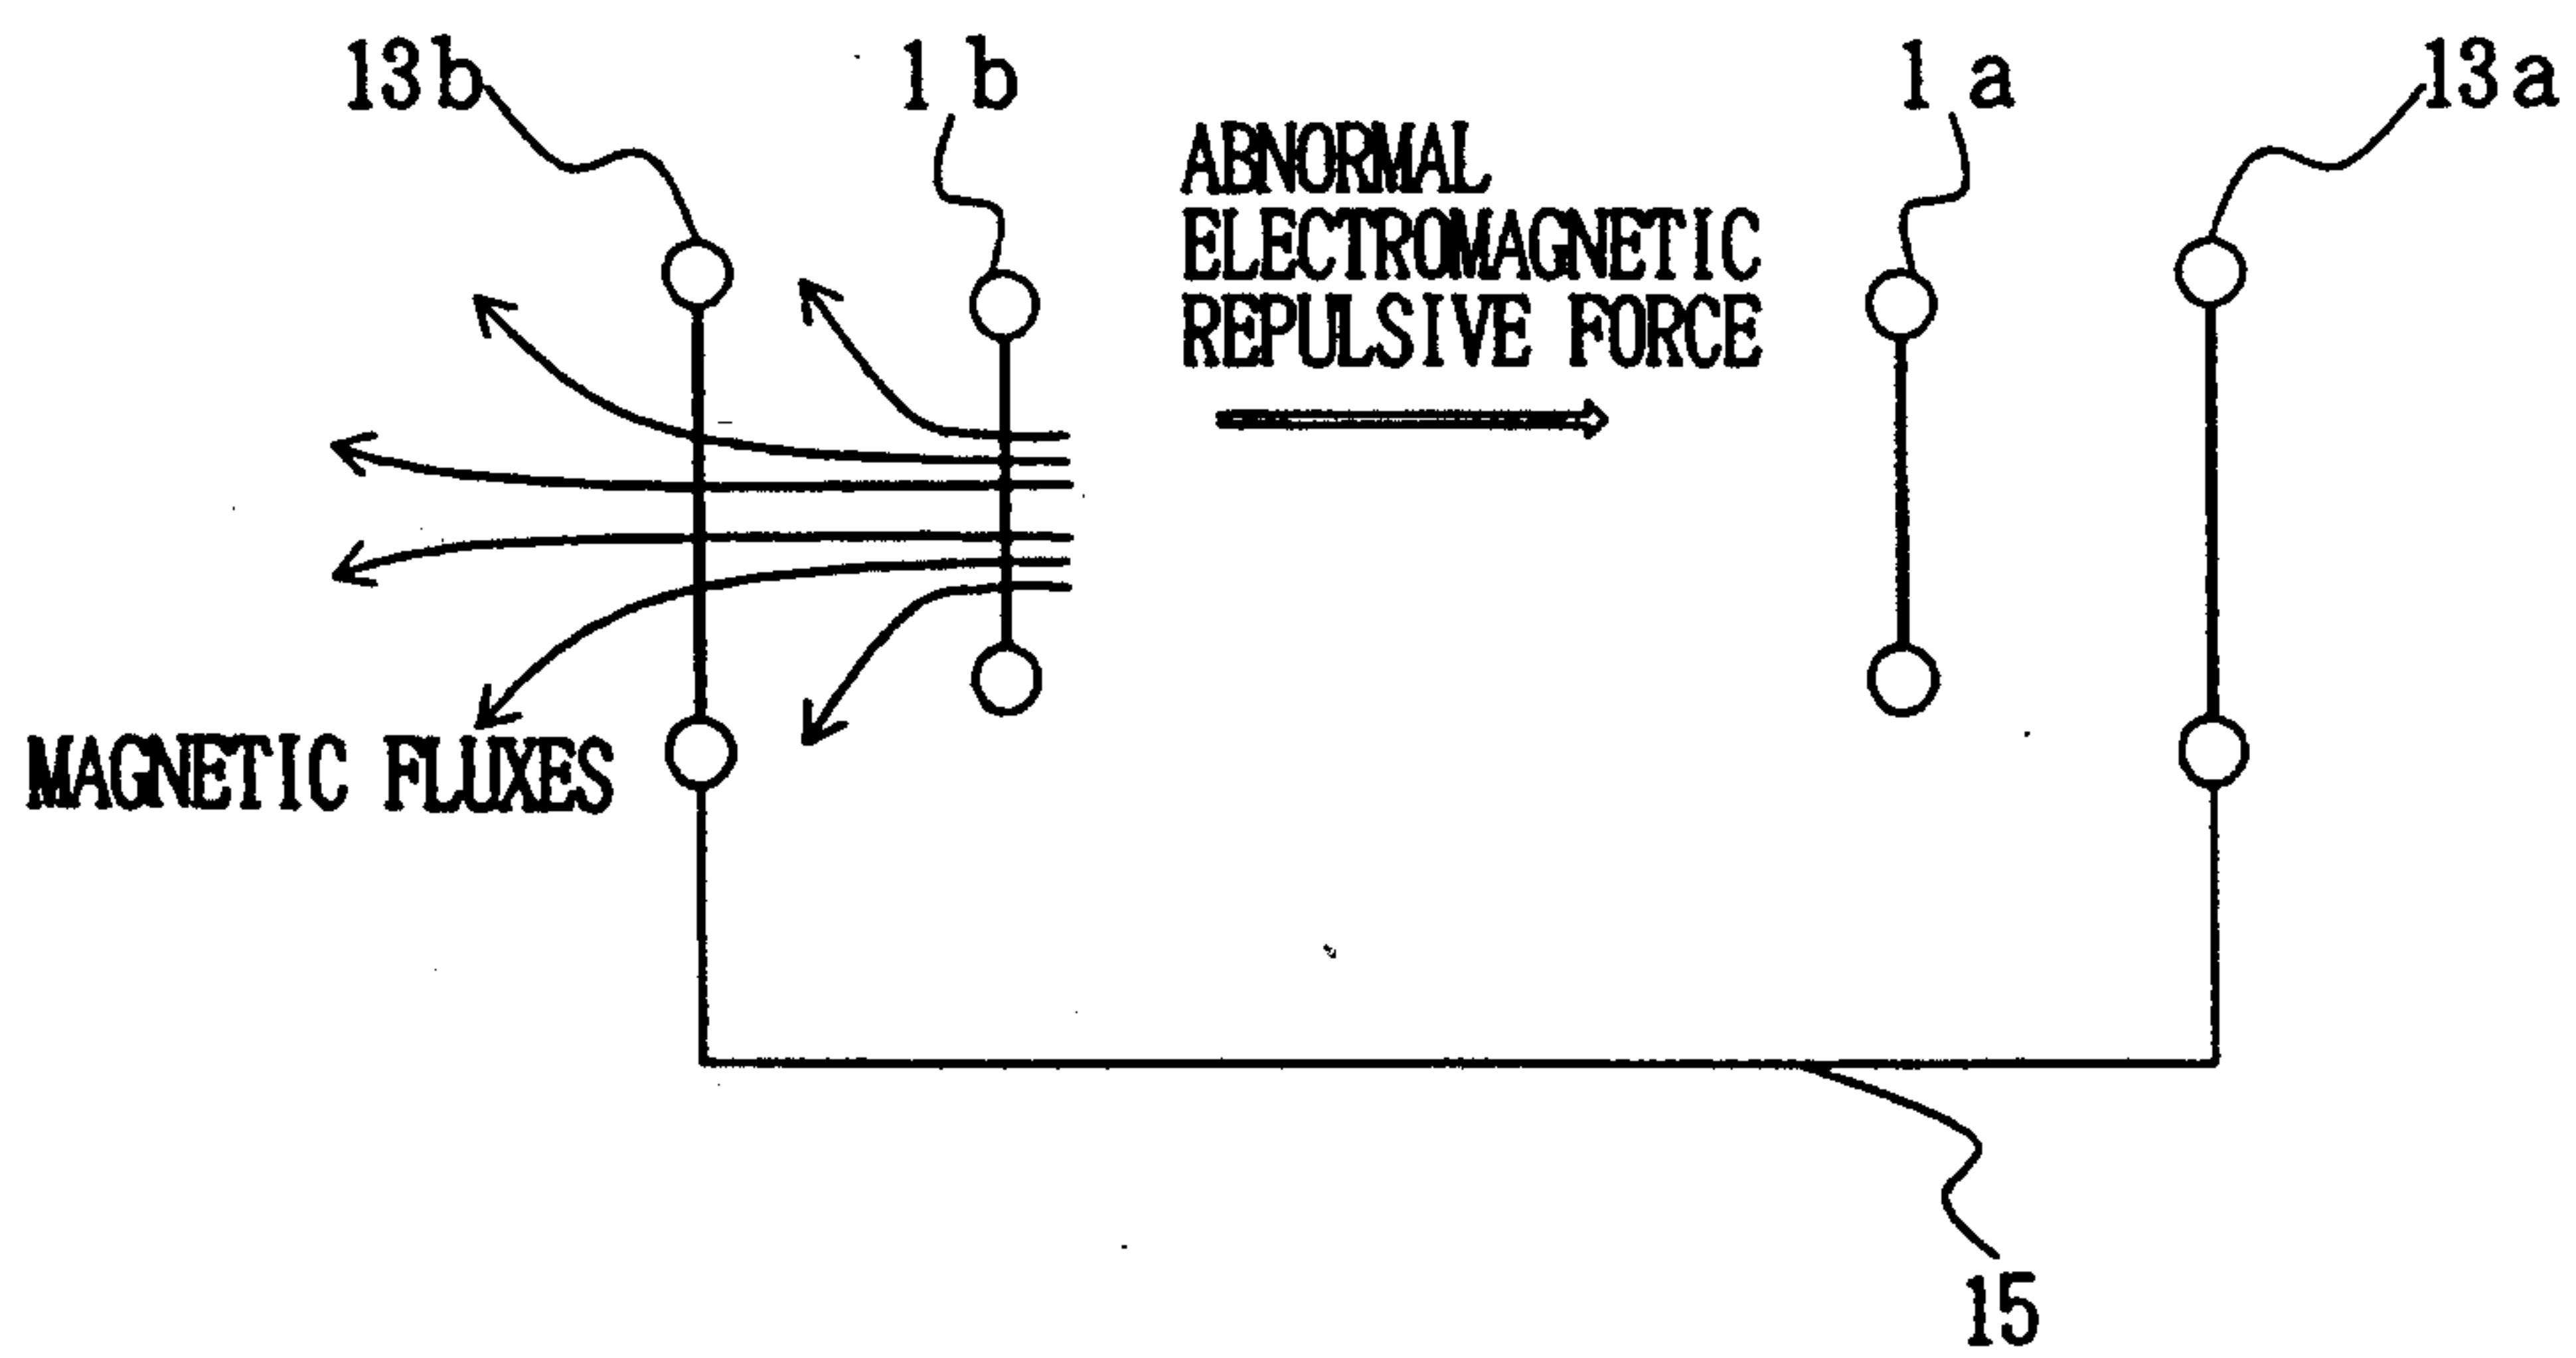 13b
1b
1a
13a
ABNORMAL
ELECTROMAGNETIC
REPULSIVE FORCE
MAGNETIC FLUXES
15